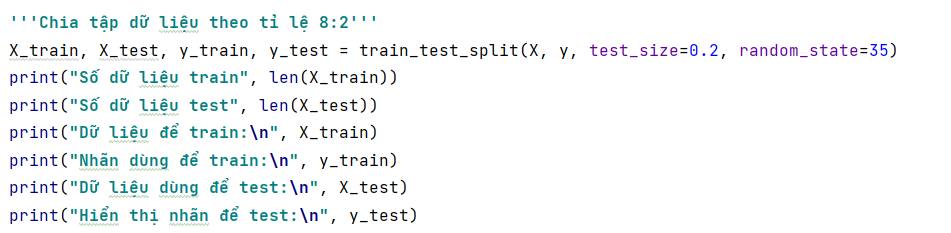 '''Chia tập dữ liệu theo tỉ lệ 8:2'''
X_train, X_test, y_train, y_test = train_test_split(X, y, test_size=0.2, random_state=35)
print("Số dữ liệu train", len(X_train))
print("Số dữ liệu test", len(X_test))
print("Dữ liệu để train:\n", X_train)
print("Nhãn dùng để train:\n", y_train)
print("Dữ liệu dùng để test:\n", X_test)
print("Hiển thị nhãn để test:\n", y_test)